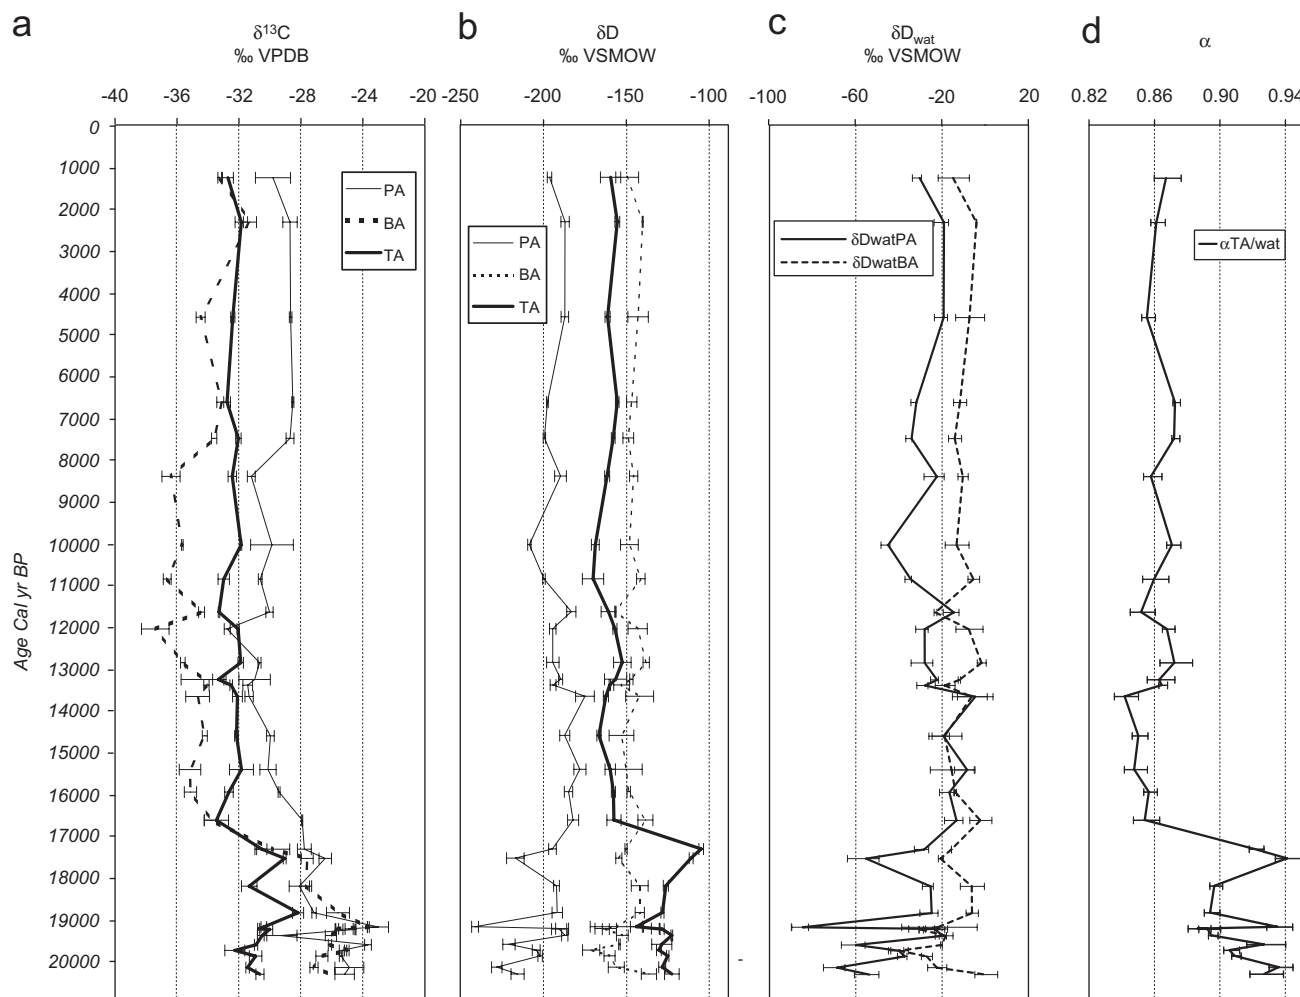 a
δ13C
‰ VPDB
-40 -36 -32 -28 -24 -20
b
δD
‰ VSMOW
-250 -200 -150 -100
c
δDwat
‰ VSMOW
-100 -60 -20 20
d
α
0.82 0.86 0.90 0.94
Age Cal yr BP
0
1000
2000
3000
4000
5000
6000
7000
8000
9000
10000
11000
12000
13000
14000
15000
16000
17000
18000
19000
20000
PA
BA
TA
PA
BA
TA
δDwatPA
δDwatBA
αTA/wat